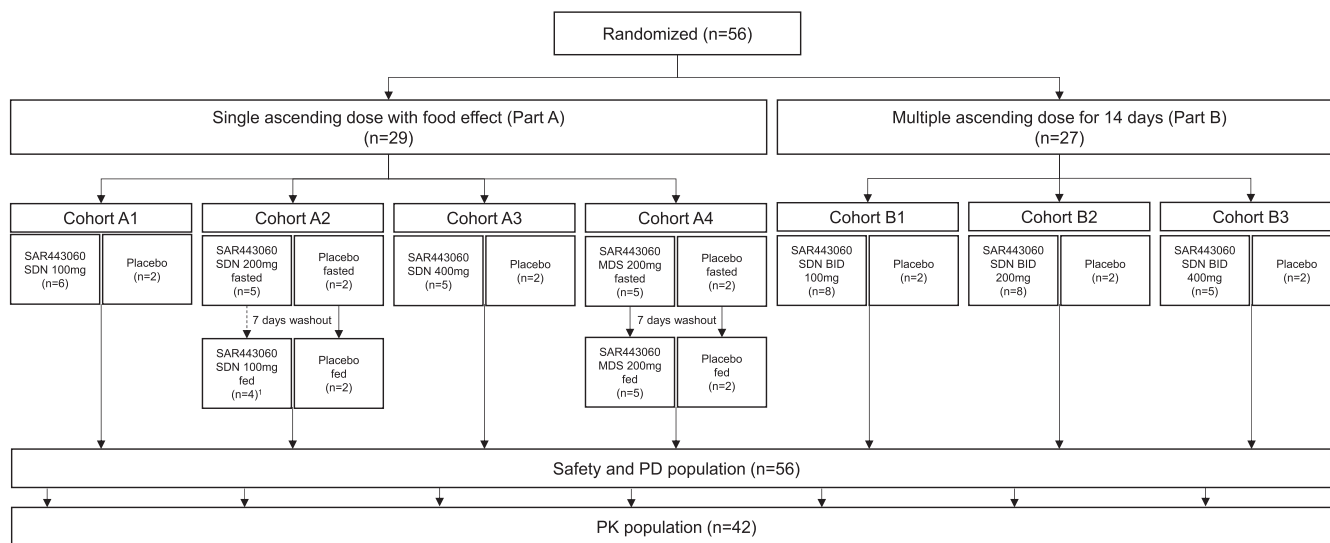 Randomized (n=56)
Single ascending dose with food effect (Part A)
(n=29)
Multiple ascending dose for 14 days (Part B)
(n=27)
Cohort A1
Cohort A2
Cohort A3
Cohort A4
Cohort B1
Cohort B2
Cohort B3
SAR443060
SDN 100mg
(n=6)
Placebo
(n=2)
SAR443060
SDN 200mg
fasted
(n=5)
Placebo
fasted
(n=2)
SAR443060
SDN 400mg
(n=5)
Placebo
(n=2)
SAR443060
MDS 200mg
fasted
(n=5)
Placebo
fasted
(n=2)
SAR443060
SDN BID
100mg
(n=8)
Placebo
(n=2)
SAR443060
SDN BID
200mg
(n=8)
Placebo
(n=2)
SAR443060
SDN BID
400mg
(n=5)
Placebo
(n=2)
7 days washout
7 days washout
SAR443060
SDN 100mg
fed
(n=4)¹
Placebo
fed
(n=2)
SAR443060
MDS 200mg
fed
(n=5)
Placebo
fed
(n=2)
Safety and PD population (n=56)
PK population (n=42)